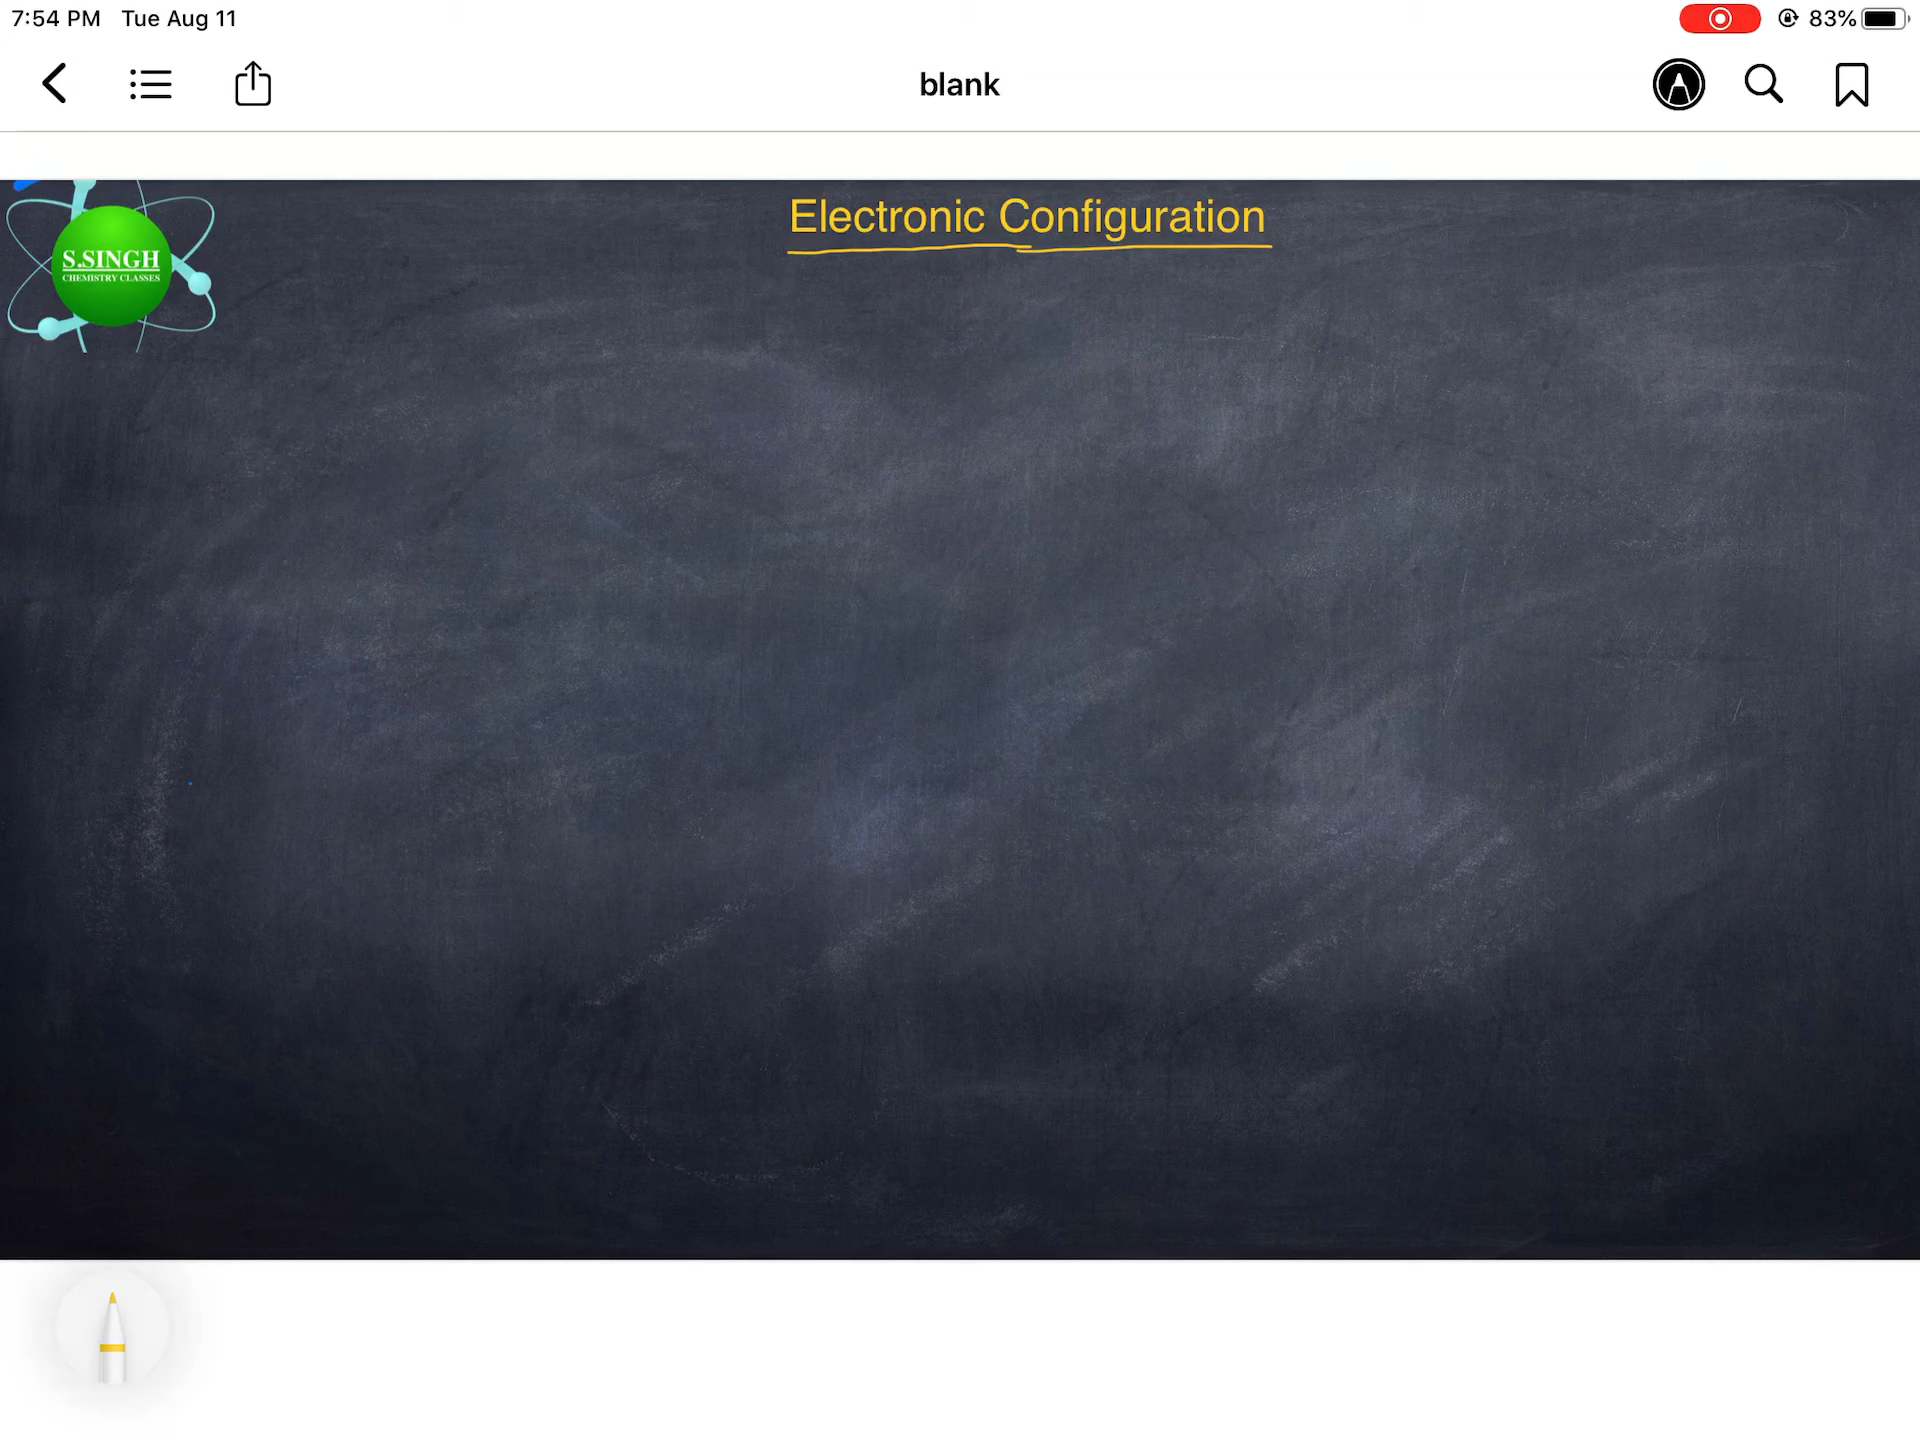 7:54 PM Tue Aug 11
83%
blank
Electronic Configuration
S.SINGH
CHEMISTRY CLASSES